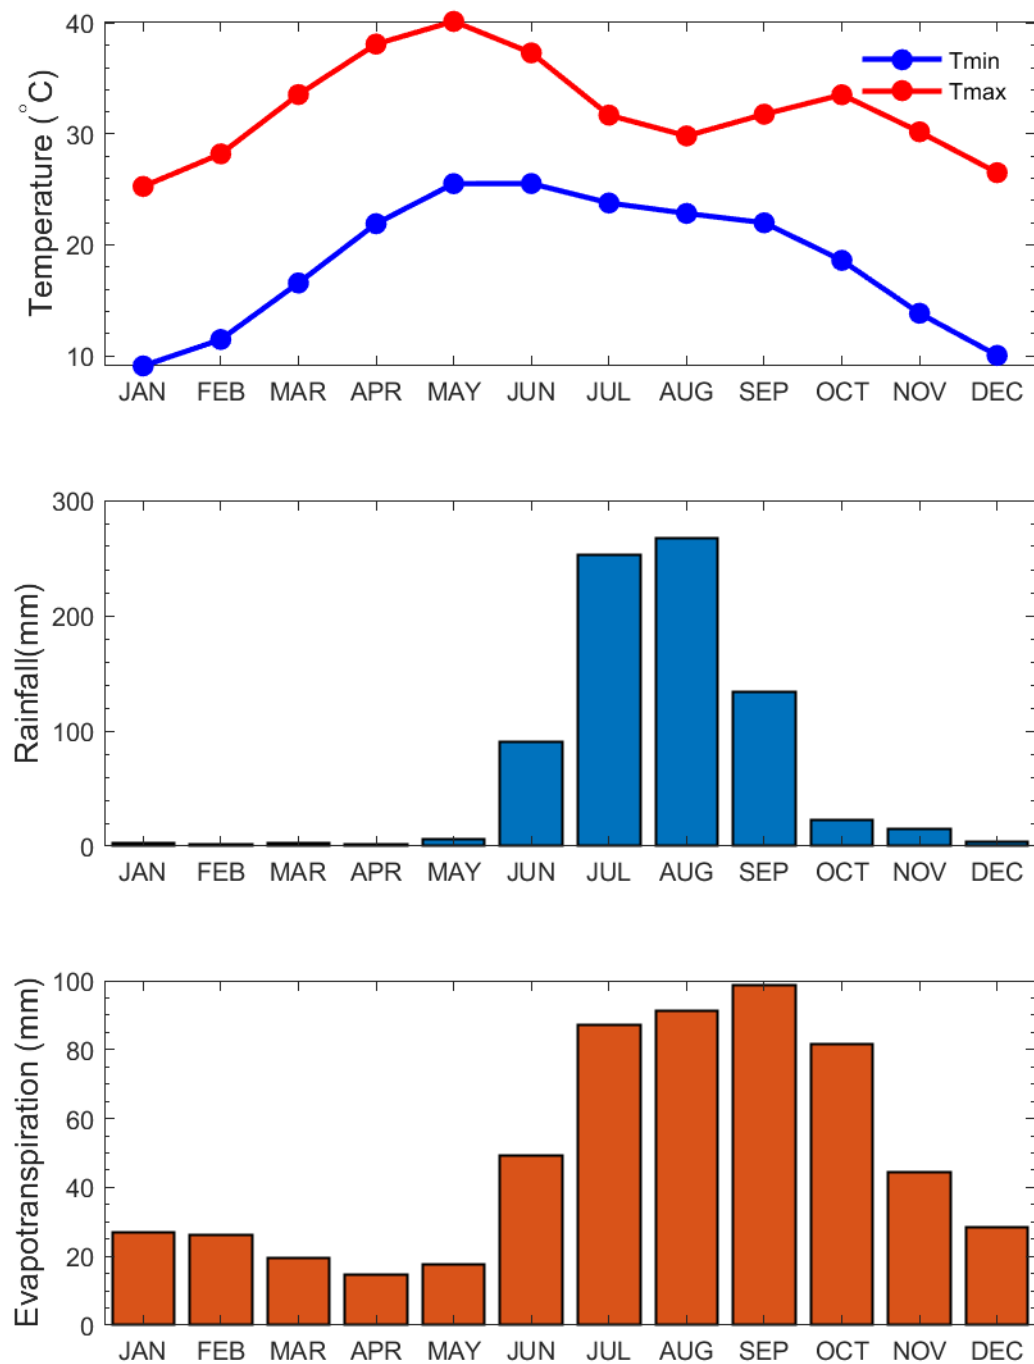 40
30
20
10
Temperature (°C)
Tmin
Tmax
JAN FEB MAR APR MAY JUN JUL AUG SEP OCT NOV DEC
300
200
100
0
Rainfall(mm)
JAN FEB MAR APR MAY JUN JUL AUG SEP OCT NOV DEC
100
80
60
40
20
0
Evapotranspiration (mm)
JAN FEB MAR APR MAY JUN JUL AUG SEP OCT NOV DEC